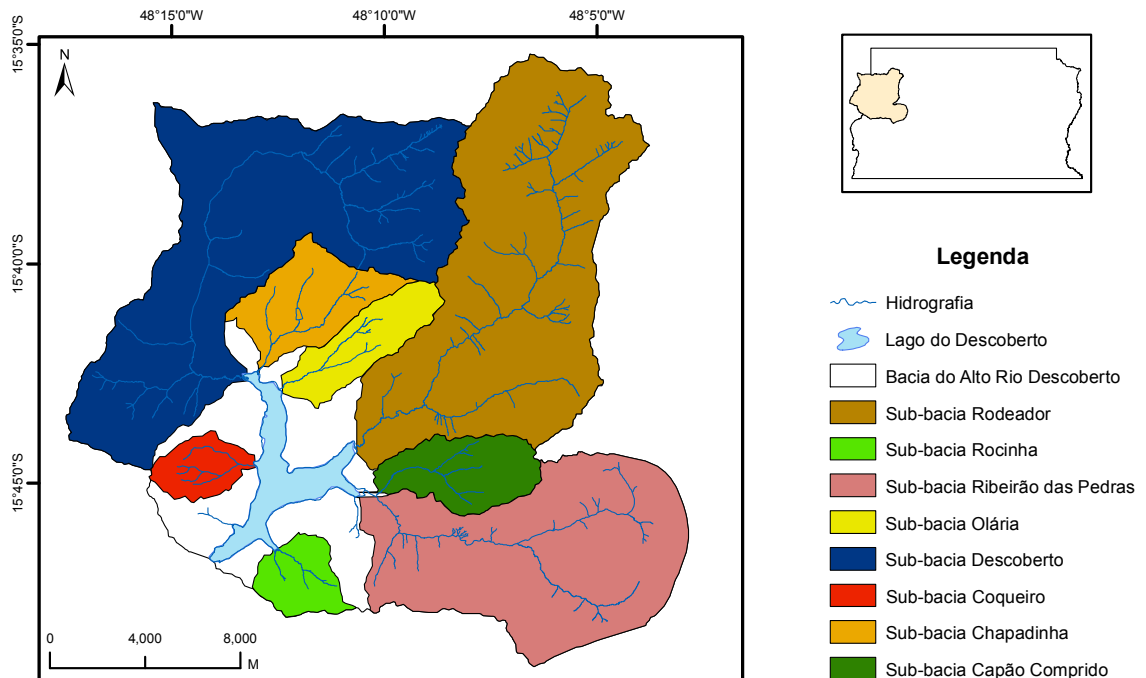 48°15'0"W 48°10'0"W 48°5'0"W
15°35'0"S
15°40'0"S
15°45'0"S
N
0 4,000 8,000
M
Legenda
Hidrografia
Lago do Descoberto
Bacia do Alto Rio Descoberto
Sub-bacia Rodeador
Sub-bacia Rocinha
Sub-bacia Ribeirão das Pedras
Sub-bacia Olária
Sub-bacia Descoberto
Sub-bacia Coqueiro
Sub-bacia Chapadinha
Sub-bacia Capão Comprido